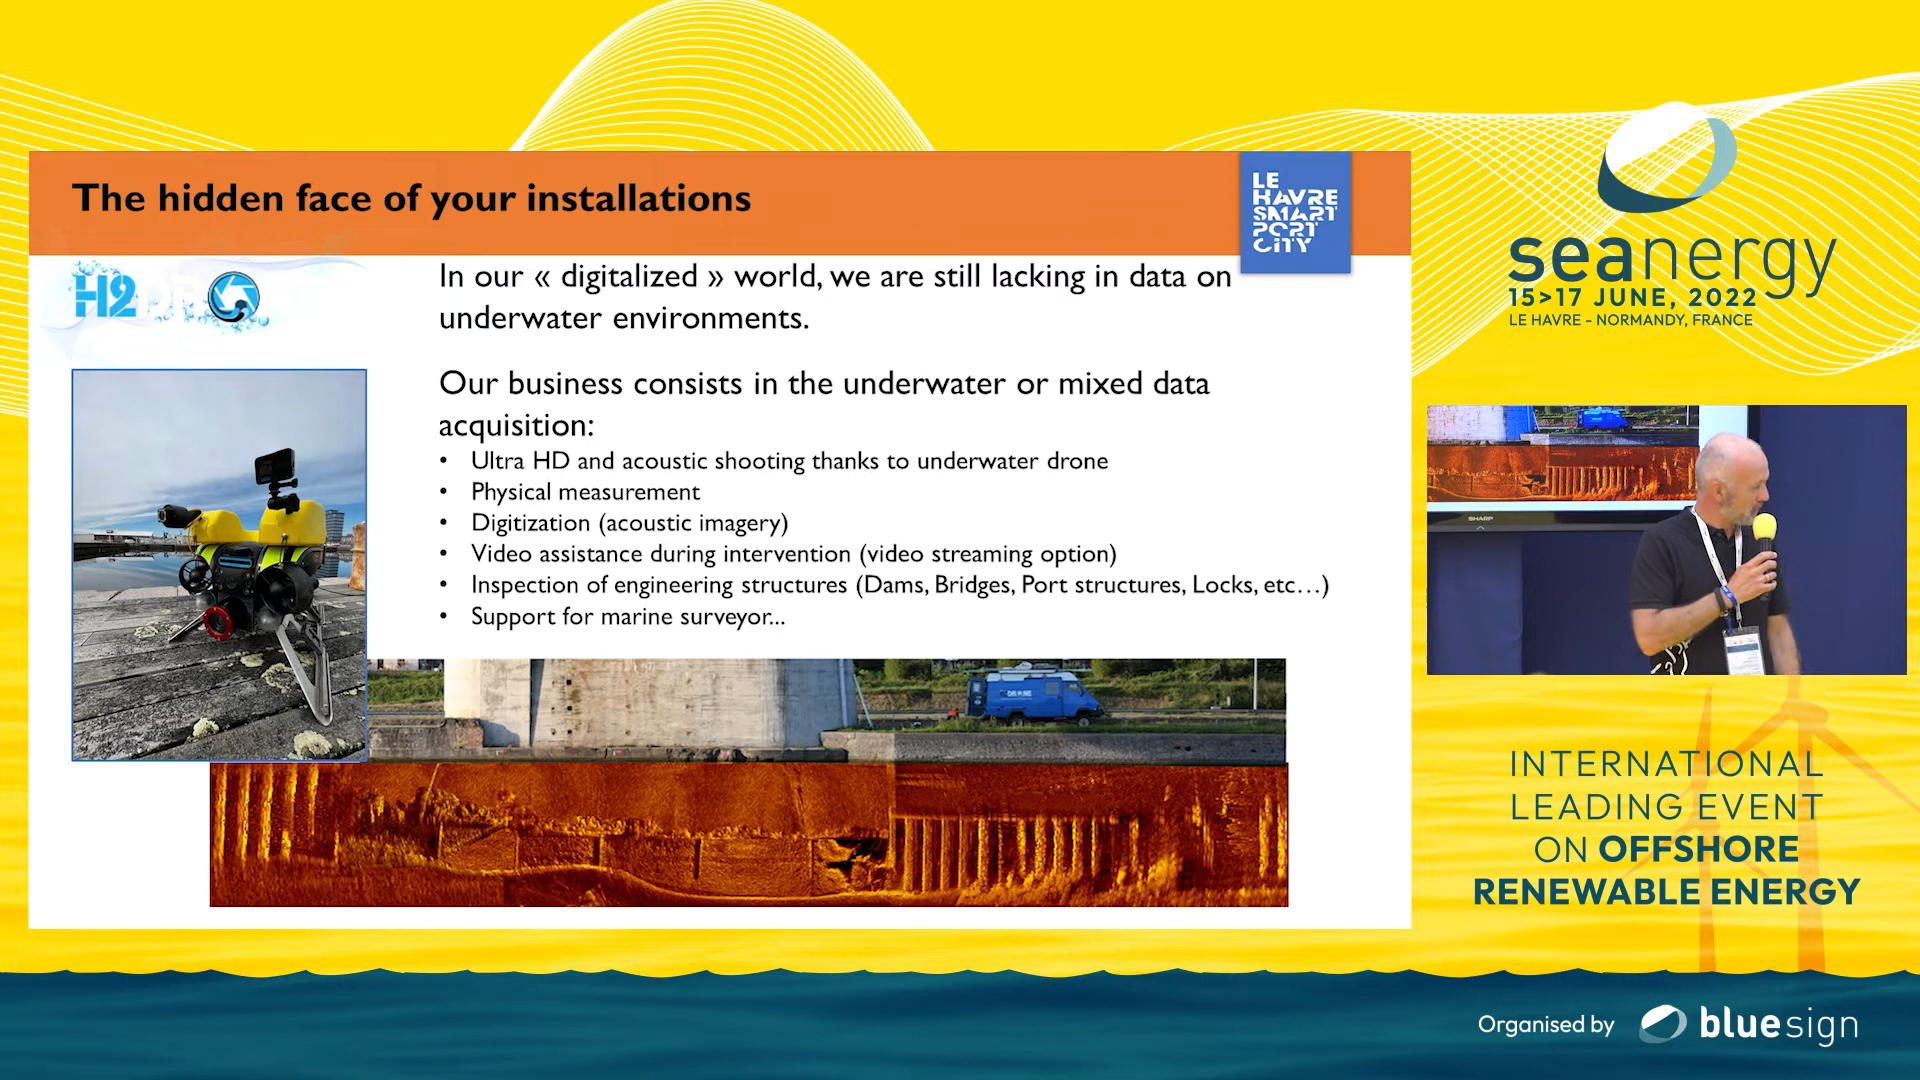 The hidden face of your installations
LE
HAVRE
SMART
PORT
CITY
H2
In our « digitalized » world, we are still lacking in data on
underwater environments.
Our business consists in the underwater or mixed data
acquisition:
• Ultra HD and acoustic shooting thanks to underwater drone
• Physical measurement
• Digitization (acoustic imagery)
• Video assistance during intervention (video streaming option)
• Inspection of engineering structures (Dams, Bridges, Port structures, Locks, etc…)
• Support for marine surveyor...
seanergy
15>17 JUNE, 2022
LE HAVRE - NORMANDY, FRANCE
SHARP
INTERNATIONAL
LEADING EVENT
ON OFFSHORE
RENEWABLE ENERGY
Organised by
bluesign